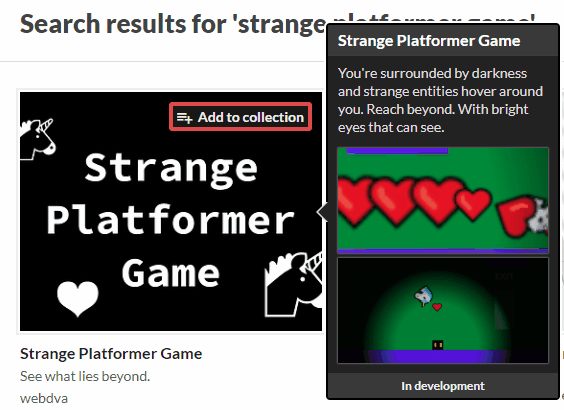 Search results for 'strange platformer game'
Add to collection
Strange
Platformer
Game
Strange Platformer Game
See what lies beyond.
webdva
Strange Platformer Game
You're surrounded by darkness
and strange entities hover around
you. Reach beyond. With bright
eyes that can see.
In development